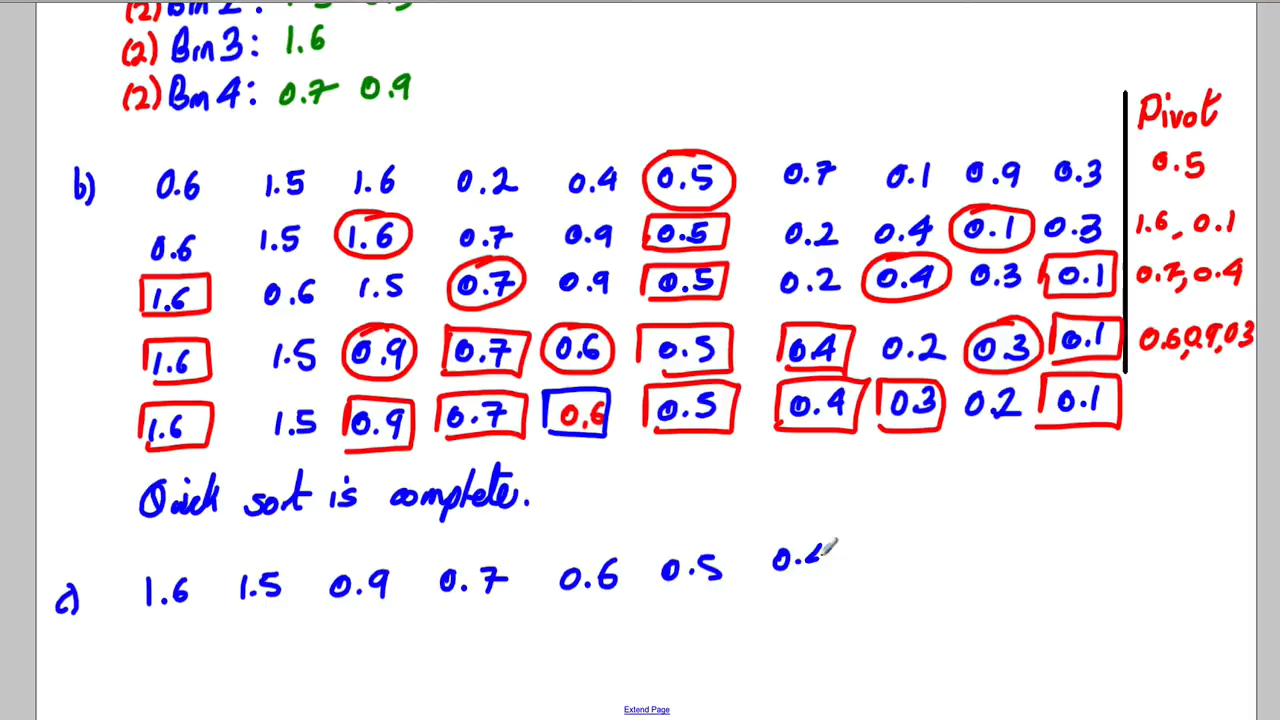 (2) Bin 2:
(2) Bin 3: 1.6
(2) Bin 4: 0.7 0.9
Pivot
b) 0.6 1.5 1.6 0.2 0.4 0.5 0.7 0.1 0.9 0.3 0.5
0.6 1.5 1.6 0.7 0.9 0.5 0.2 0.4 0.1 0.3 1.6, 0.1
1.6 0.6 1.5 0.7 0.9 0.5 0.2 0.4 0.3 0.1 0.7, 0.4
1.6 1.5 0.9 0.7 0.6 0.5 0.4 0.2 0.3 0.1 0.6, 0.9, 0.3
1.6 1.5 0.9 0.7 0.6 0.5 0.4 0.3 0.2 0.1
Quick sort is complete.
c) 1.6 1.5 0.9 0.7 0.6 0.5 0.4
Extend Page